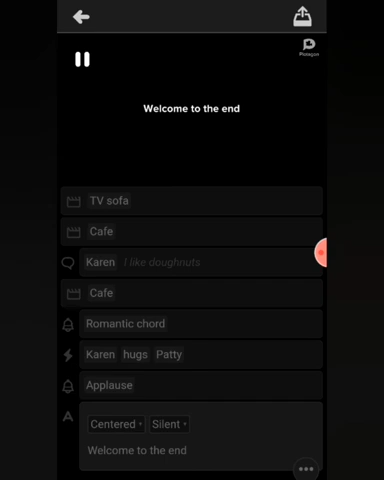 Paragon
Welcome to the end
TV sofa
Cafe
Karen I like doughnuts
Cafe
Romantic chord
Karen hugs Patty
Applause
Centered Silent
Welcome to the end